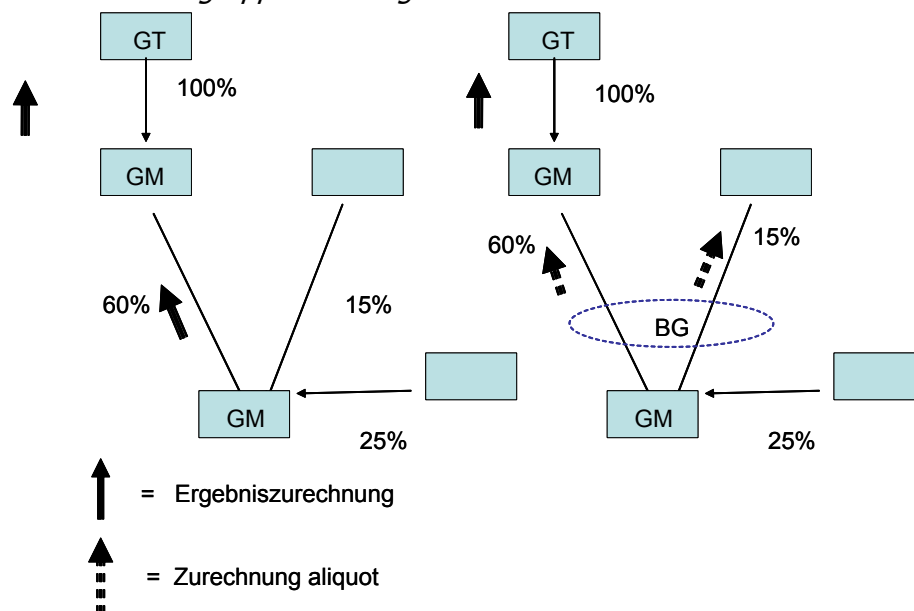 GT
GT
100%
100%
GM
GM
60%
15%
60%
15%
BG
GM
GM
25%
25%
= Ergebniszurechnung
= Zurechnung aliquot